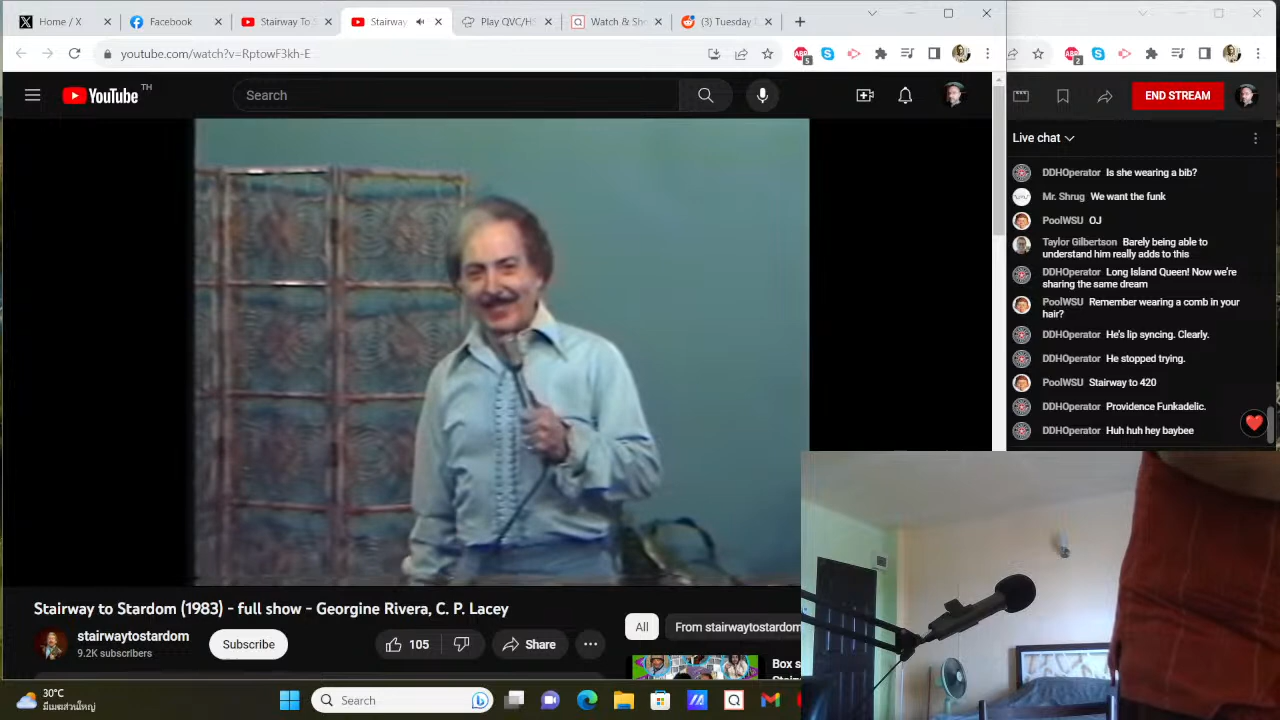 Home / X
Facebook
Stairway To S
Stairway
Play QVC/HS
Watch & Sh
(3) Tuesday
youtube.com/watch?v=RptowF3kh-E
ABP
5
ABP
2
YouTube TH
Search
END STREAM
Live chat
DDHOperator Is she wearing a bib?
Mr. Shrug We want the funk
PoolWSU OJ
Taylor Gilbertson Barely being able to
understand him really adds to this
DDHOperator Long Island Queen! Now we're
sharing the same dream
PoolWSU Remember wearing a comb in your
hair?
DDHOperator He's lip syncing. Clearly.
DDHOperator He stopped trying.
PoolWSU Stairway to 420
DDHOperator Providence Funkadelic.
DDHOperator Huh huh hey baybee
Stairway to Stardom (1983) - full show - Georgine Rivera, C. P. Lacey
stairwaytostardom
9.2K subscribers
Subscribe
105
Share
All
From stairwaytostardom
Box s
30°C
มีเมฆส่วนใหญ่
Search